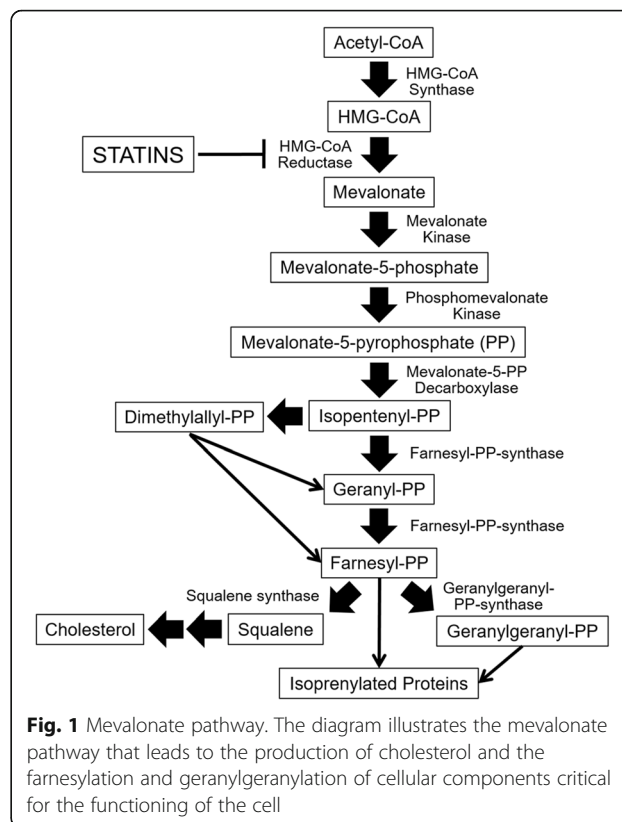 Acetyl-CoA
HMG-CoA
Synthase
HMG-CoA
STATINS
HMG-CoA
Reductase
Mevalonate
Mevalonate
Kinase
Mevalonate-5-phosphate
Phosphomevalonate
Kinase
Mevalonate-5-pyrophosphate (PP)
Mevalonate-5-PP
Decarboxylase
Dimethylallyl-PP
Isopentenyl-PP
Farnesyl-PP-synthase
Geranyl-PP
Farnesyl-PP-synthase
Farnesyl-PP
Squalene synthase
Geranylgeranyl-
PP-synthase
Cholesterol
Squalene
Geranylgeranyl-PP
Isoprenylated Proteins
Fig. 1 Mevalonate pathway. The diagram illustrates the mevalonate
pathway that leads to the production of cholesterol and the
farnesylation and geranylgeranylation of cellular components critical
for the functioning of the cell